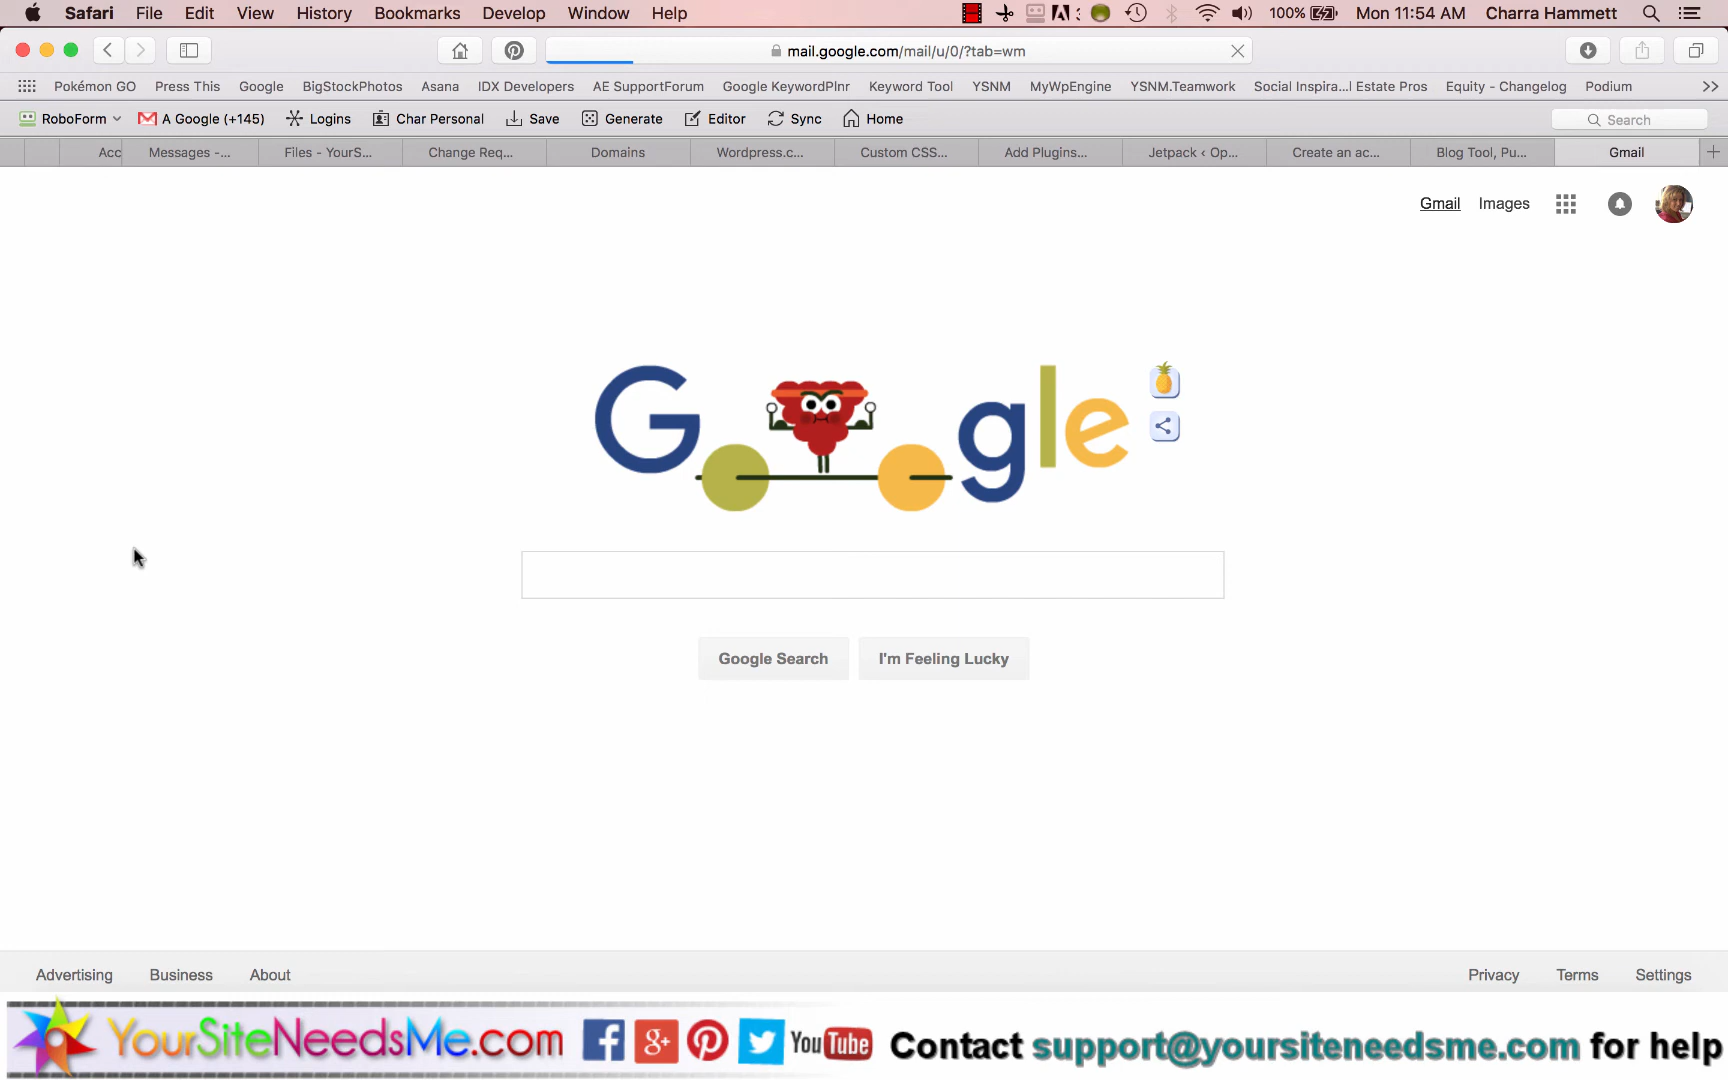 Safari File Edit View History Bookmarks Develop Window Help 100% Mon 11:54 AM Charra Hammett
mail.google.com/mail/u/0/?tab=wm
Pokémon GO Press This Google BigStockPhotos Asana IDX Developers AE SupportForum Google KeywordPlnr Keyword Tool YSNM MyWpEngine YSNM.Teamwork Social Inspira...l Estate Pros Equity - Changelog Podium
RoboForm A Google (+145) Logins Char Personal Save Generate Editor Sync Home Search
Acc Messages -... Files - YourS... Change Req... Domains Wordpress.c... Custom CSS... Add Plugins... Jetpack ‹ Op... Create an ac... Blog Tool, Pu... Gmail
Gmail Images
Google
Google Search I'm Feeling Lucky
Advertising Business About Privacy Terms Settings
YourSiteNeedsMe.com f g+ You Tube Contact support@yoursiteneedsme.com for help